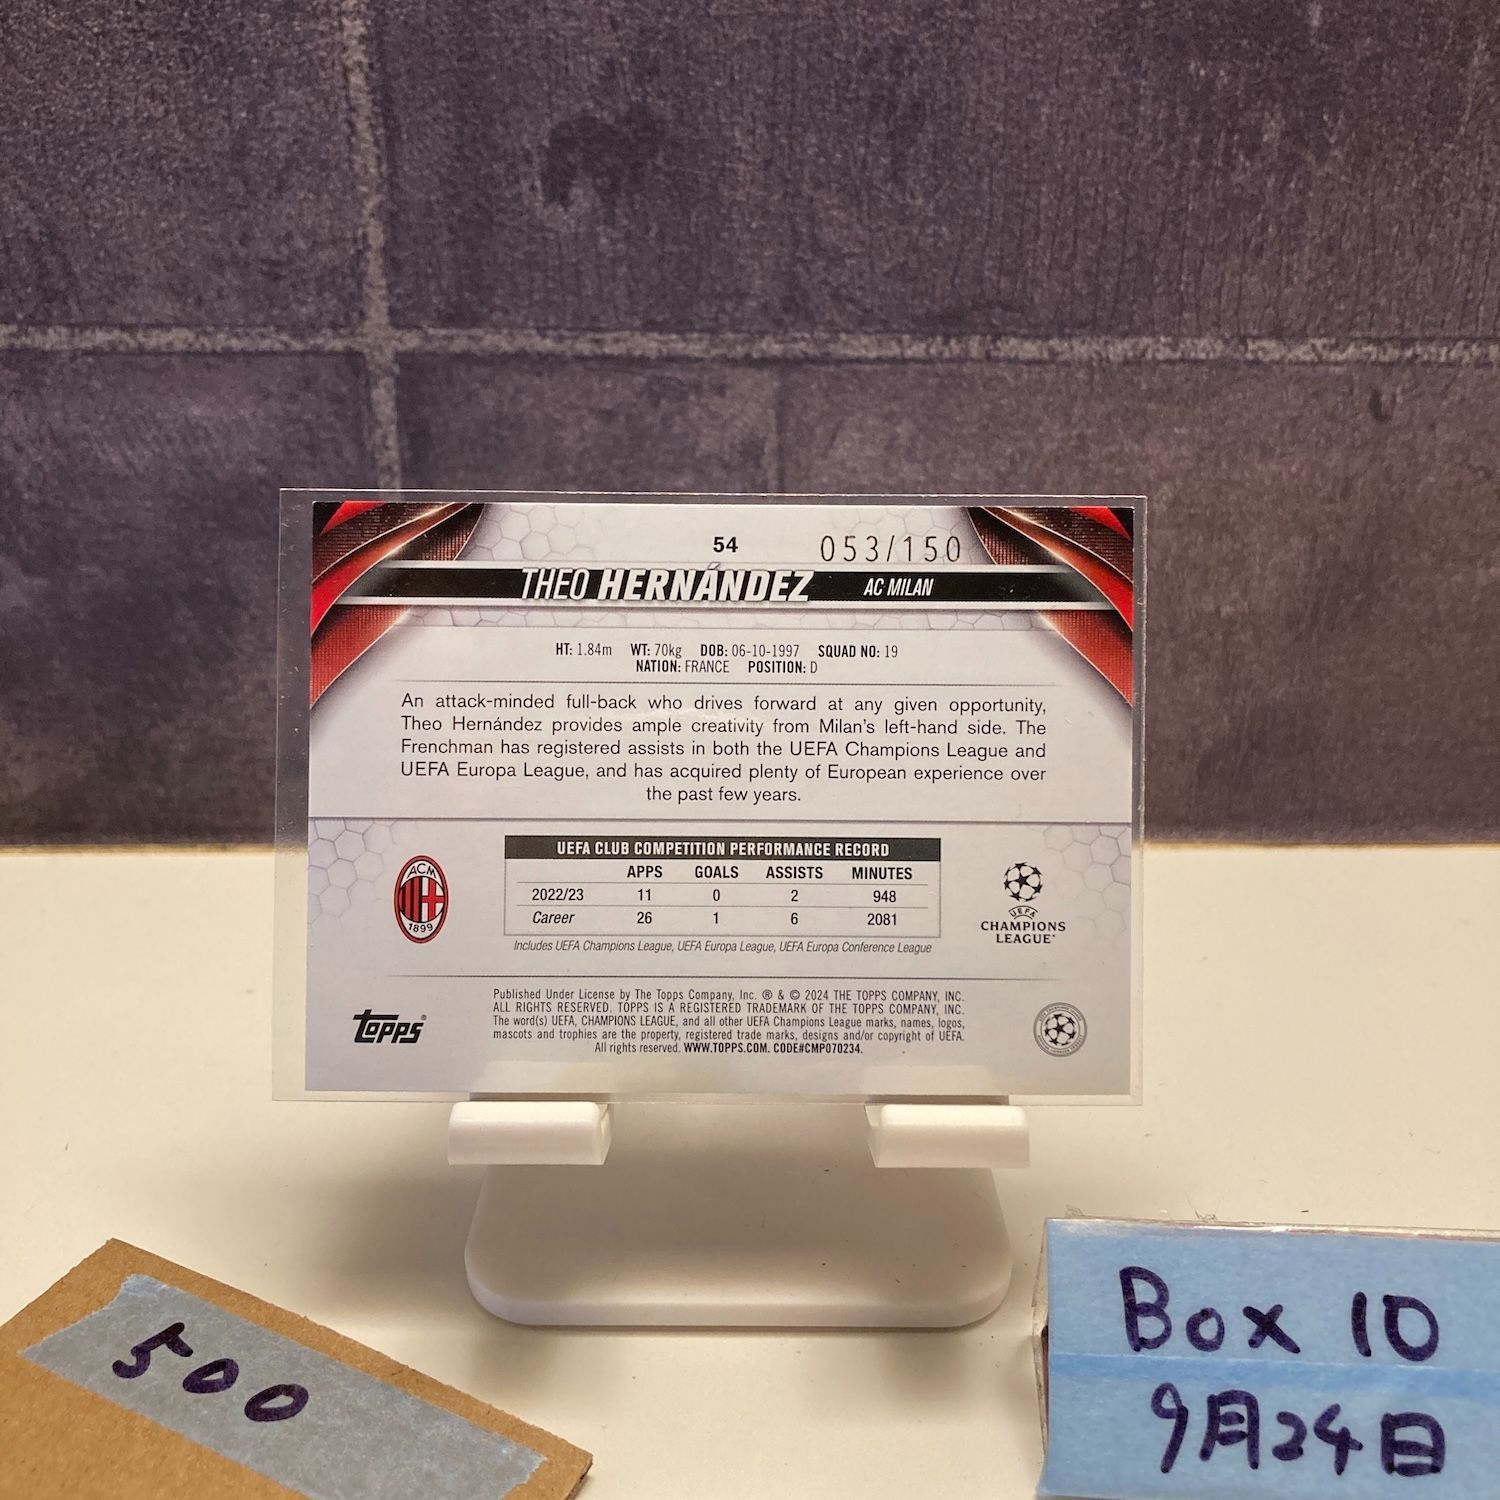 54
053/150
THEO HERNÁNDEZ AC MILAN
HT: 1.84m WT: 70kg DOB: 06-10-1997 SQUAD NO: 19
NATION: FRANCE POSITION: D
An attack-minded full-back who drives forward at any given opportunity,
Theo Hernández provides ample creativity from Milan's left-hand side. The
Frenchman has registered assists in both the UEFA Champions League and
UEFA Europa League, and has acquired plenty of European experience over
the past few years.
UEFA CLUB COMPETITION PERFORMANCE RECORD
APPS GOALS ASSISTS MINUTES
2022/23 11 0 2 948
Career 26 1 6 2081
Includes UEFA Champions League, UEFA Europa League, UEFA Europa Conference League
ACM
1899
UEFA
CHAMPIONS
LEAGUE
topps
Published Under License by The Topps Company, Inc. ® & © 2024 THE TOPPS COMPANY, INC.
ALL RIGHTS RESERVED. TOPPS IS A REGISTERED TRADEMARK OF THE TOPPS COMPANY, INC.
The word(s) UEFA, CHAMPIONS LEAGUE, and all other UEFA Champions League marks, names, logos,
mascots and trophies are the property, registered trade marks, designs and/or copyright of UEFA.
All rights reserved. WWW.TOPPS.COM. CODE#CMP070234.
500
Box 10
9月24日